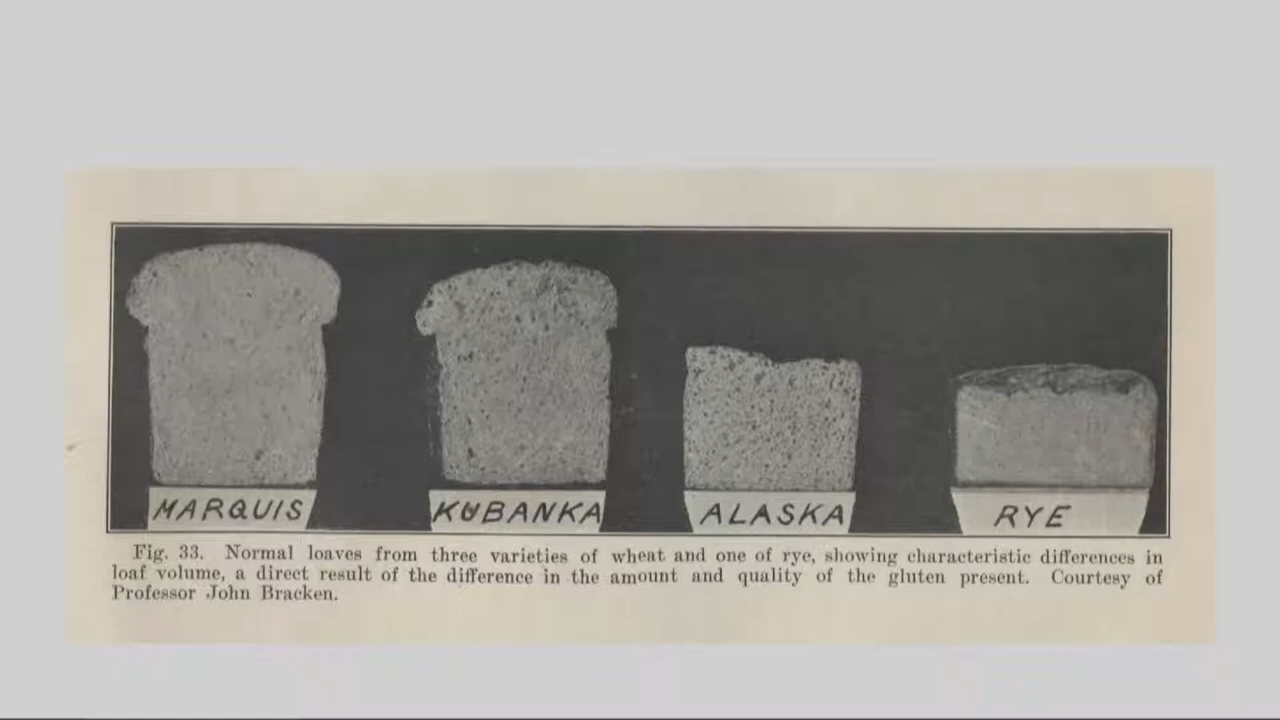 MARQUIS KUBANKA ALASKA RYE
Fig. 33. Normal loaves from three varieties of wheat and one of rye, showing characteristic differences in
loaf volume, a direct result of the difference in the amount and quality of the gluten present. Courtesy of
Professor John Bracken.